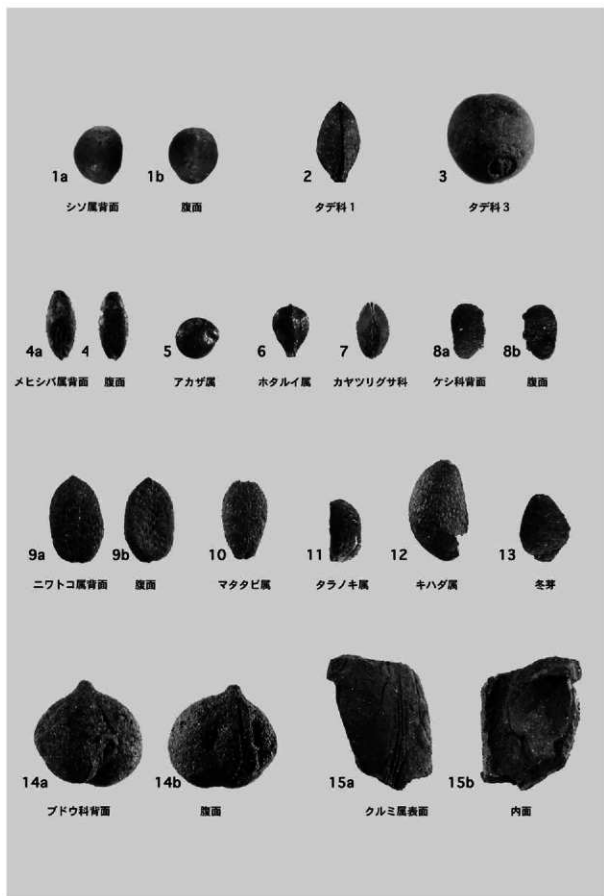 1a 1b 2 3
シソ属背面 腹面 タデ科1 タデ科3
4a 4 5 6 7 8a 8b
メヒシバ属背面 腹面 アカザ属 ホタルイ属 カヤツリグサ科 ケシ科背面 腹面
9a 9b 10 11 12 13
ニワトコ属背面 腹面 マタタビ属 タラノキ属 キハダ属 冬芽
14a 14b 15a 15b
ブドウ科背面 腹面 クルミ属表面 内面